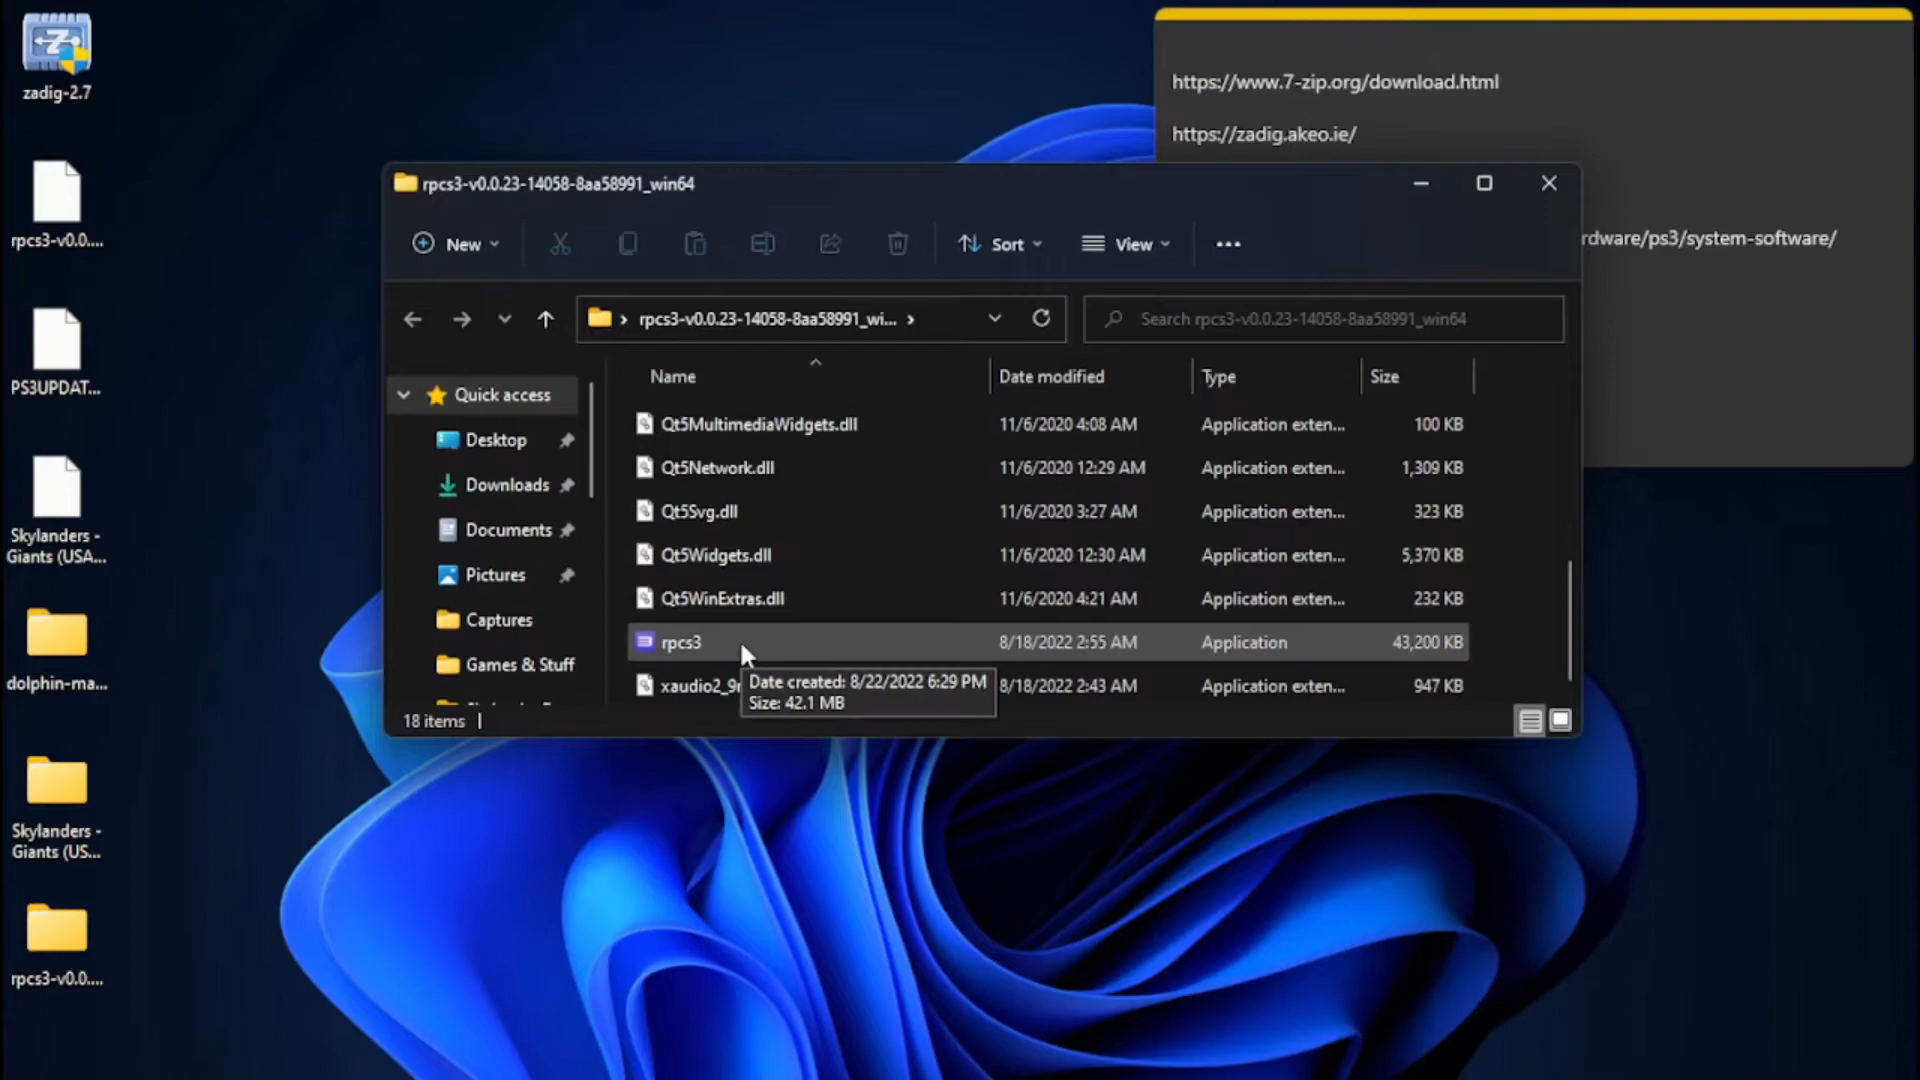 zadig-2.7
rpcs3-v0.0....
PS3UPDAT...
Skylanders -
Giants (USA...
dolphin-ma...
Skylanders -
Giants (US...
rpcs3-v0.0....
https://www.7-zip.org/download.html
https://zadig.akeo.ie/
rdware/ps3/system-software/
rpcs3-v0.0.23-14058-8aa58991_win64
New
Sort
View
rpcs3-v0.0.23-14058-8aa58991_wi...
Search rpcs3-v0.0.23-14058-8aa58991_win64
Quick access
Desktop
Downloads
Documents
Pictures
Captures
Games & Stuff
Name Date modified Type Size
Qt5MultimediaWidgets.dll 11/6/2020 4:08 AM Application exten... 100 KB
Qt5Network.dll 11/6/2020 12:29 AM Application exten... 1,309 KB
Qt5Svg.dll 11/6/2020 3:27 AM Application exten... 323 KB
Qt5Widgets.dll 11/6/2020 12:30 AM Application exten... 5,370 KB
Qt5WinExtras.dll 11/6/2020 4:21 AM Application exten... 232 KB
rpcs3 8/18/2022 2:55 AM Application 43,200 KB
xaudio2_9r 8/18/2022 2:43 AM Application exten... 947 KB
Date created: 8/22/2022 6:29 PM
Size: 42.1 MB
18 items